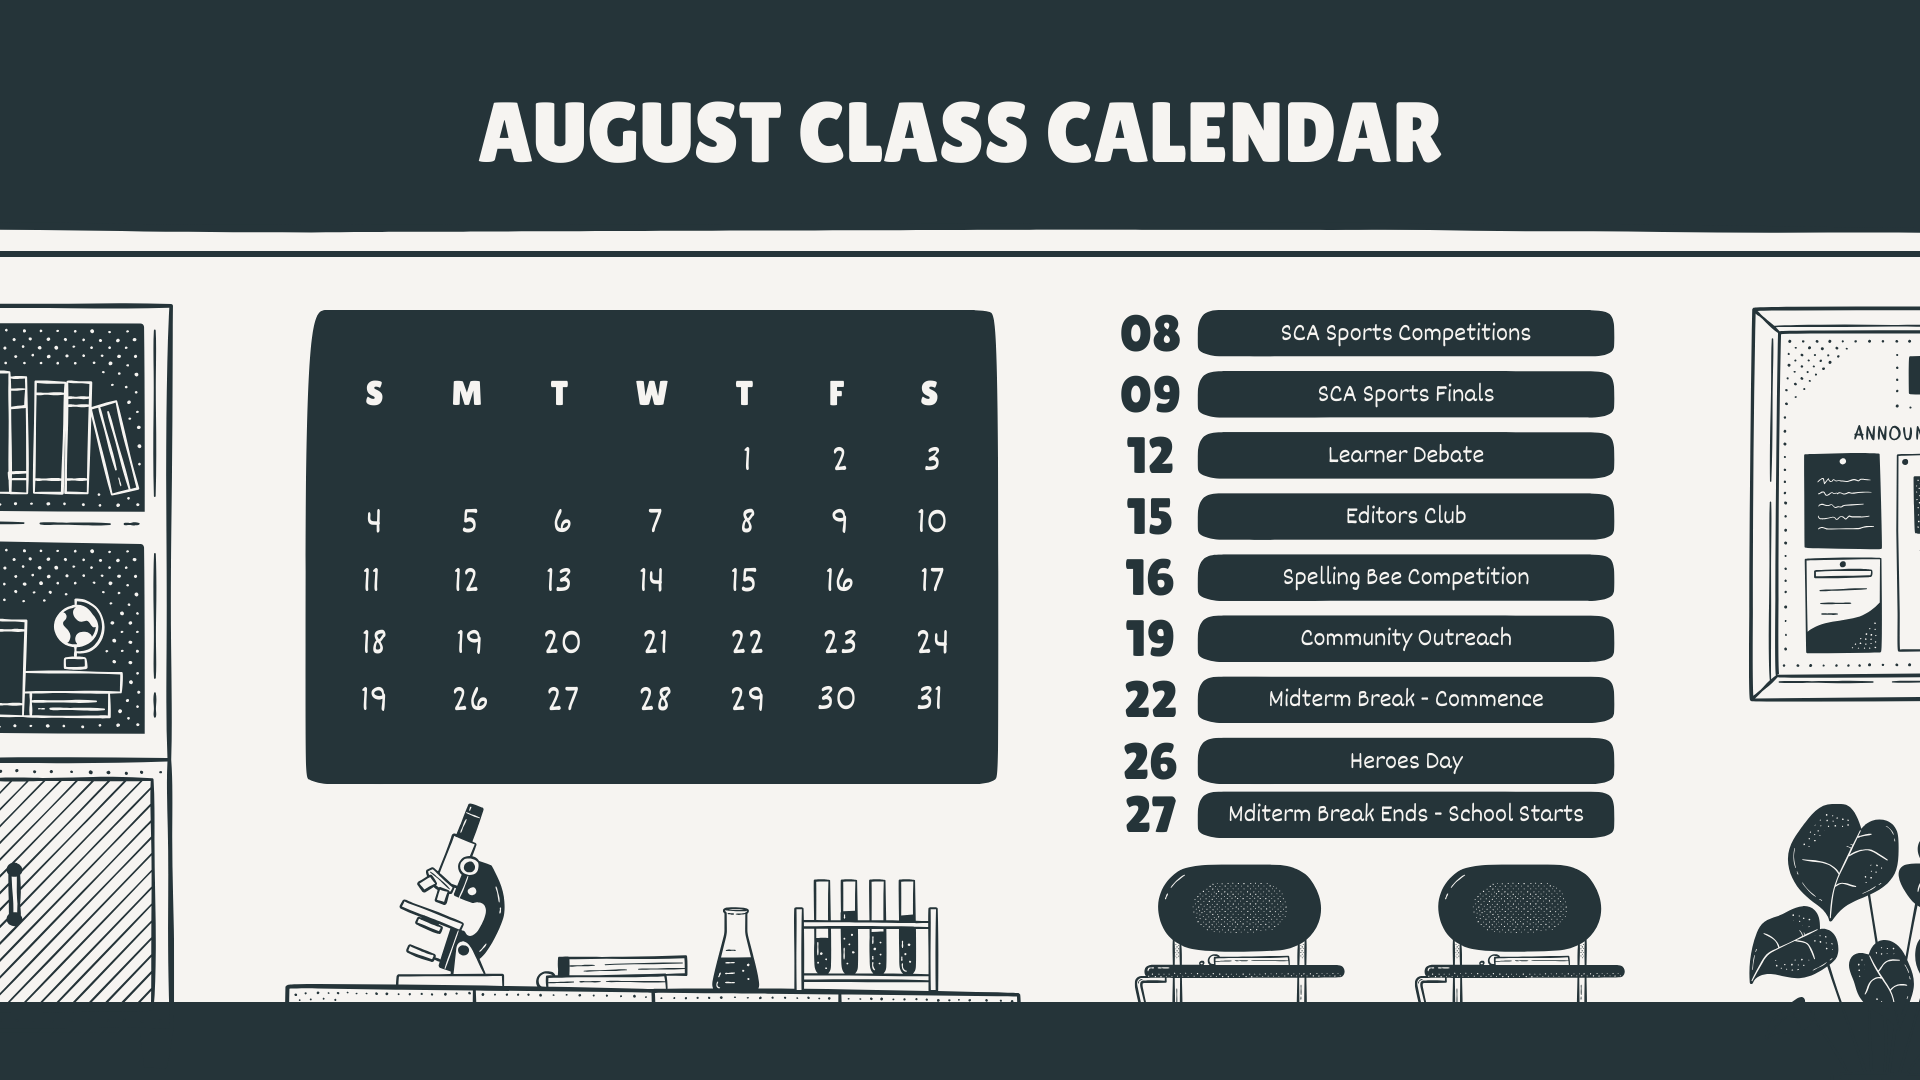 AUGUST CLASS CALENDAR
S M T W T F S
1 2 3
4 5 6 7 8 9 10
11 12 13 14 15 16 17
18 19 20 21 22 23 24
19 26 27 28 29 30 31
08 SCA Sports Competitions
09 SCA Sports Finals
12 Learner Debate
15 Editors Club
16 Spelling Bee Competition
19 Community Outreach
22 Midterm Break - Commence
26 Heroes Day
27 Mditerm Break Ends - School Starts
ANNOUN